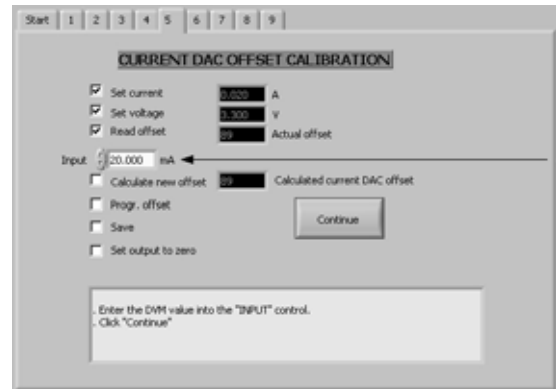 Start 1 2 3 4 5 6 7 8 9
CURRENT DAC OFFSET CALIBRATION
Set current 0.020 A
Set voltage 3.300 V
Read offset 89 Actual offset
Input 20.000 mA
Calculate new offset 89 Calculated current DAC offset
Progr. offset
Continue
Save
Set output to zero
. Enter the DVM value into the "INPUT" control.
. Click "Continue"